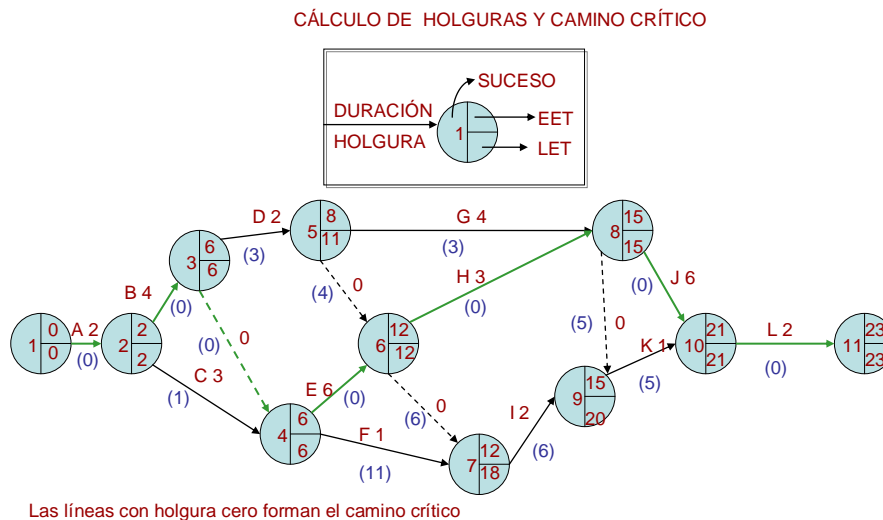 CÁLCULO DE HOLGURAS Y CAMINO CRÍTICO
SUCESO
DURACIÓN
EET
HOLGURA
1
LET
D 2
8
5
11
(3)
G 4
(3)
15
8
15
6
3
6
B 4
(0)
(4)
0
H 3
(0)
J 6
(0)
0
1
0
A 2
(0)
2
2
2
(0)
0
12
6
12
(5)
0
K 1
(5)
21
10
21
L 2
(0)
23
11
23
C 3
(1)
E 6
(0)
6
4
6
F 1
(11)
(6)
0
I 2
(6)
15
9
20
12
7
18
Las líneas con holgura cero forman el camino crítico